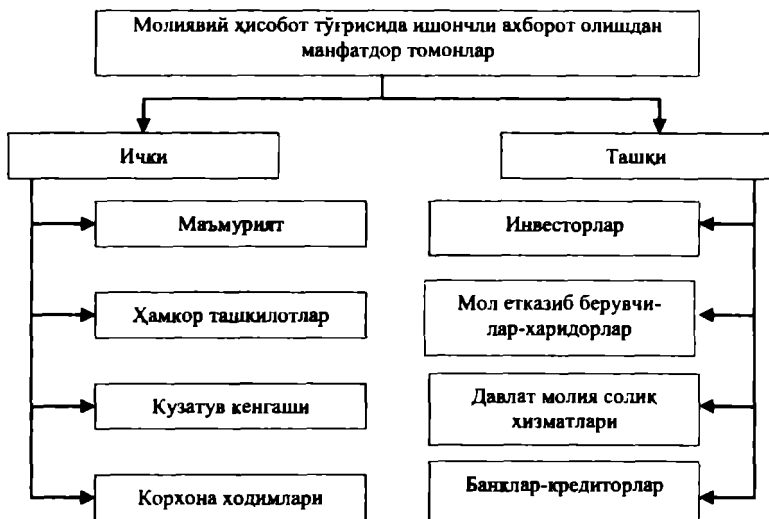 Молиявий ҳисобот тўғрисида ишончли ахборот олишдан
манфатдор томонлар
Ички
Маъмурият
Ҳамкор ташкилотлар
Кузатув кенгаши
Корхона ходимлари
Ташқи
Инвесторлар
Мол етказиб берувчи-
лар-харидорлар
Давлат молия солиқ
хизматлари
Банклар-кредиторлар